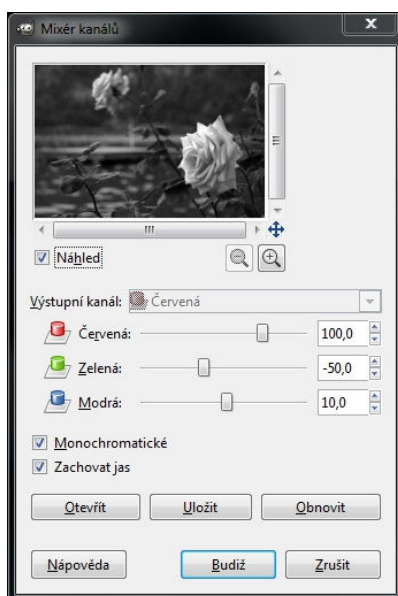 Mixér kanálů
Náhled
Výstupní kanál: Červená
Červená: 100,0
Zelená: -50,0
Modrá: 10,0
Monochromatické
Zachovat jas
Otevřít Uložit Obnovit
Nápověda Budiž Zrušit